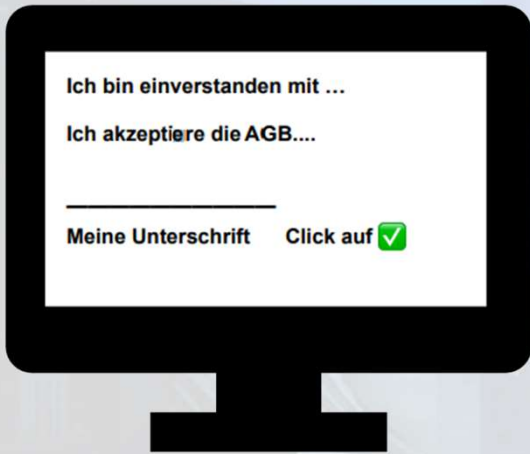 Ich bin einverstanden mit ...
Ich akzeptiere die AGB....
Meine Unterschrift Click auf ✅